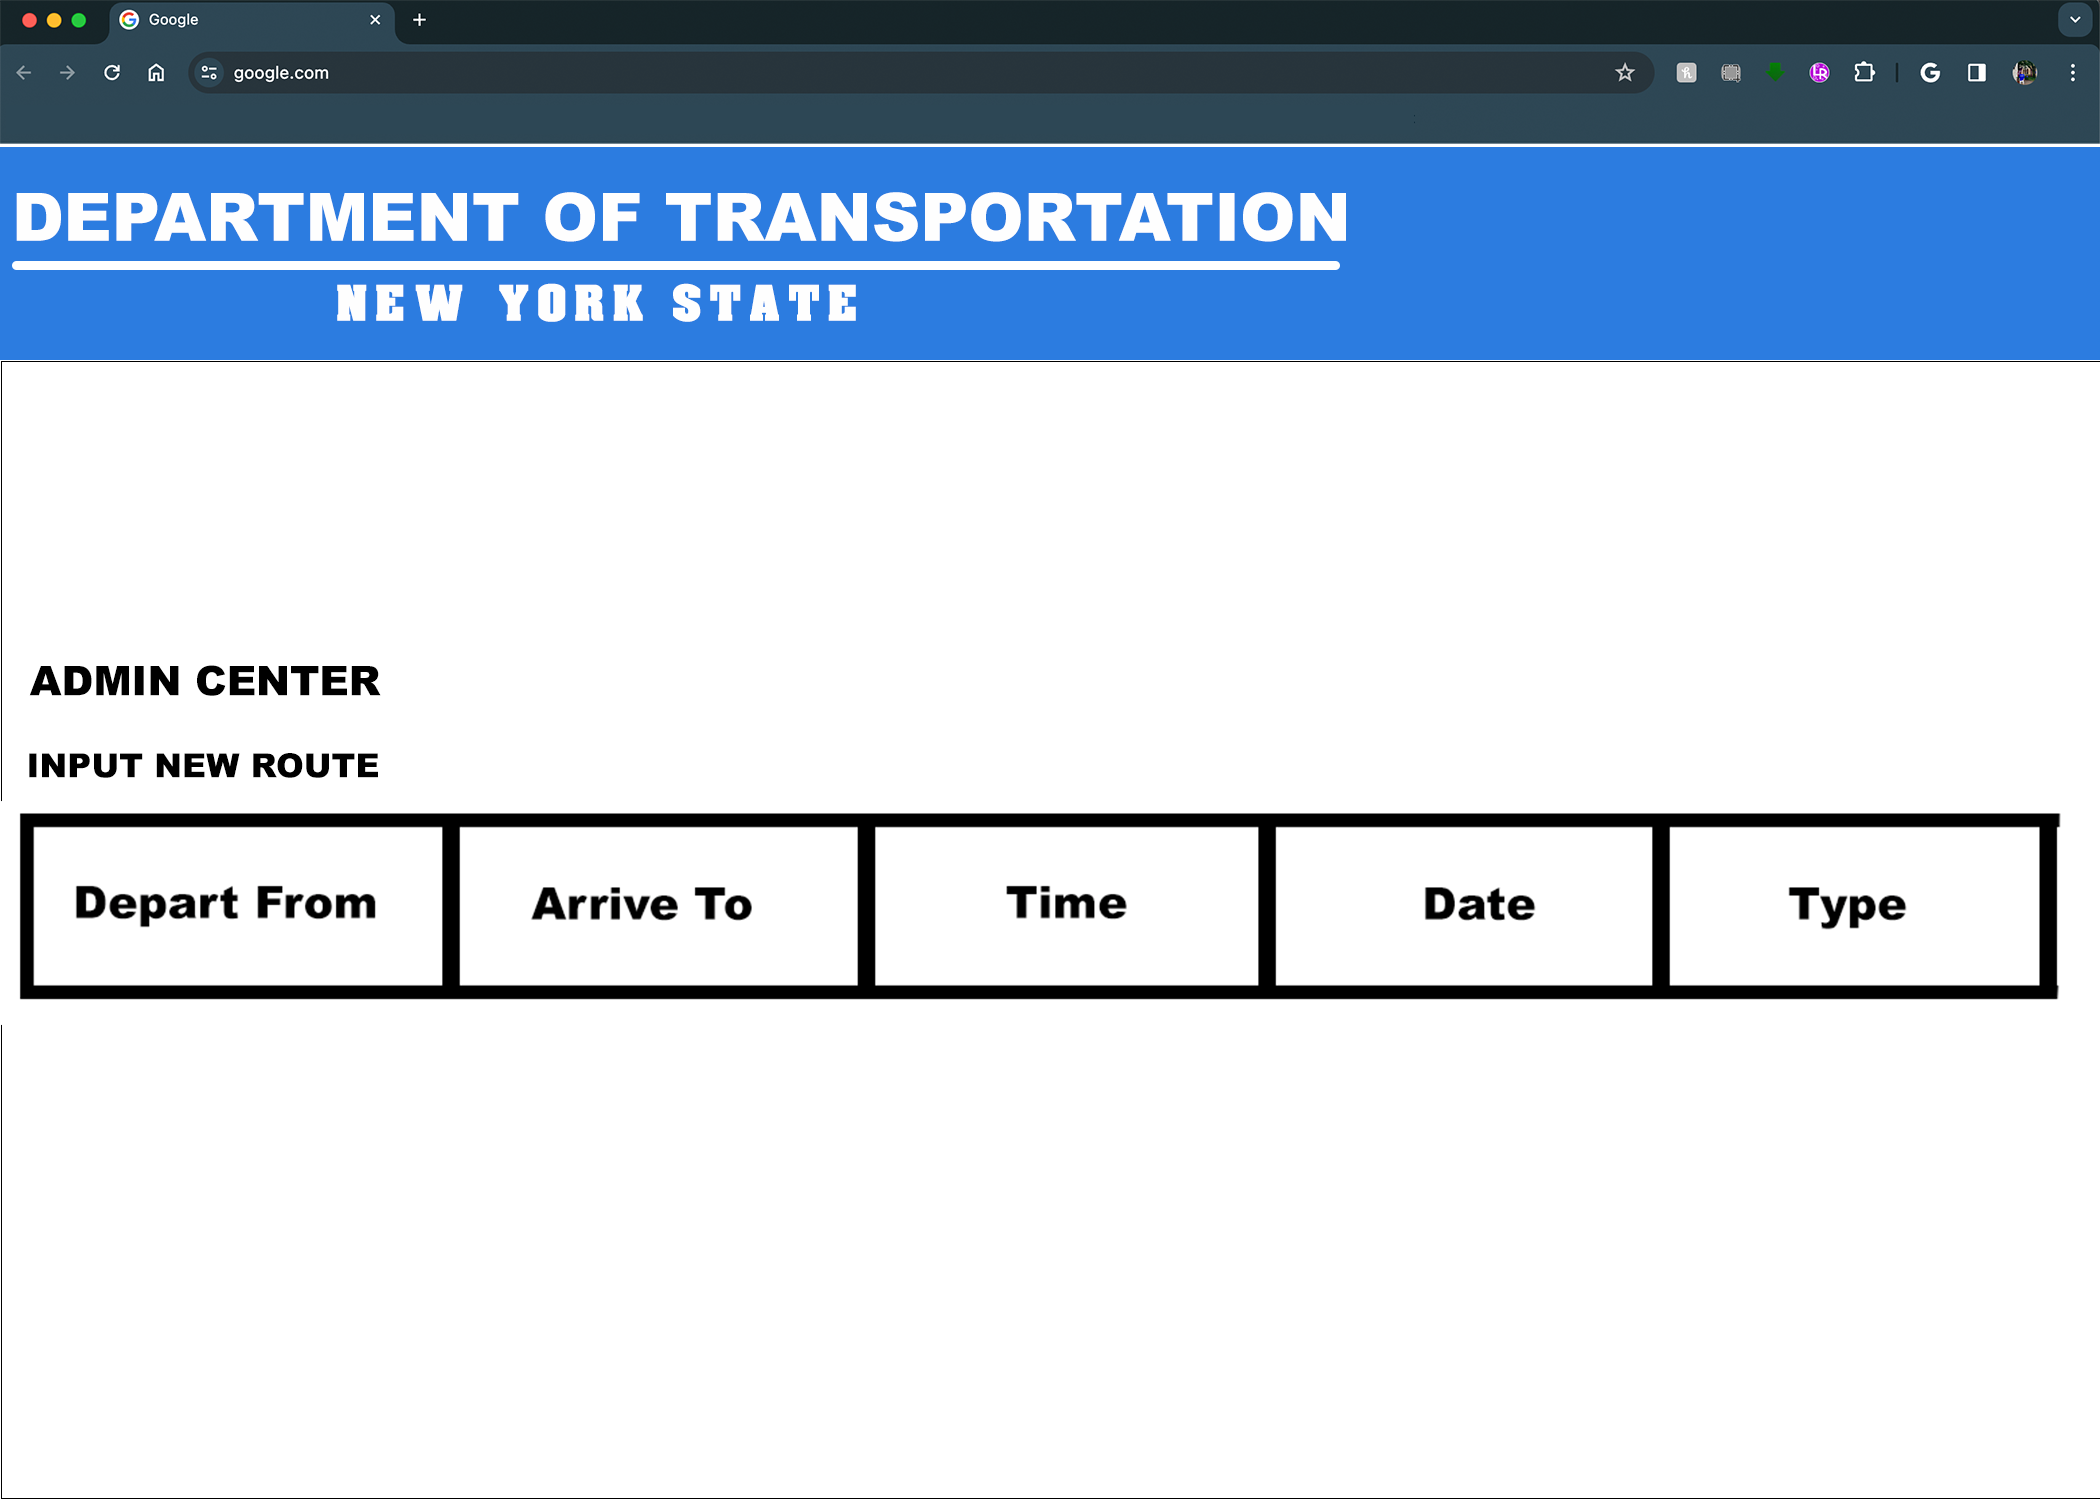 Google
google.com
DEPARTMENT OF TRANSPORTATION
NEW YORK STATE
ADMIN CENTER
INPUT NEW ROUTE
Depart From Arrive To Time Date Type